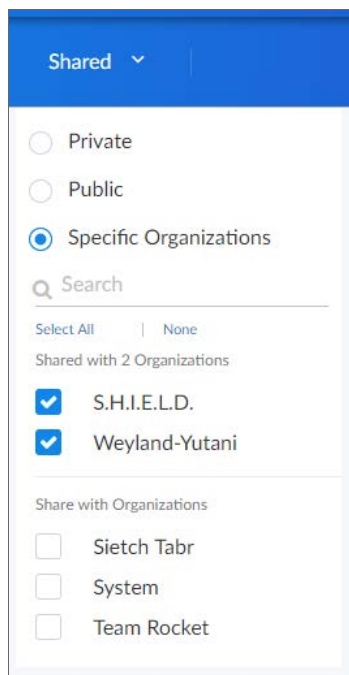 Shared
Private
Public
Specific Organizations
Search
Select All | None
Shared with 2 Organizations
S.H.I.E.L.D.
Weyland-Yutani
Share with Organizations
Sietch Tabr
System
Team Rocket